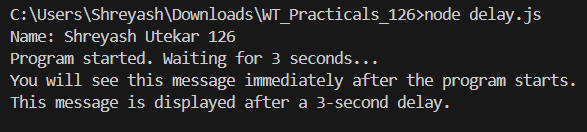 C:\Users\Shreyash\Downloads\WT_Practicals_126>node delay.js
Name: Shreyash Utekar 126
Program started. Waiting for 3 seconds...
You will see this message immediately after the program starts.
This message is displayed after a 3-second delay.